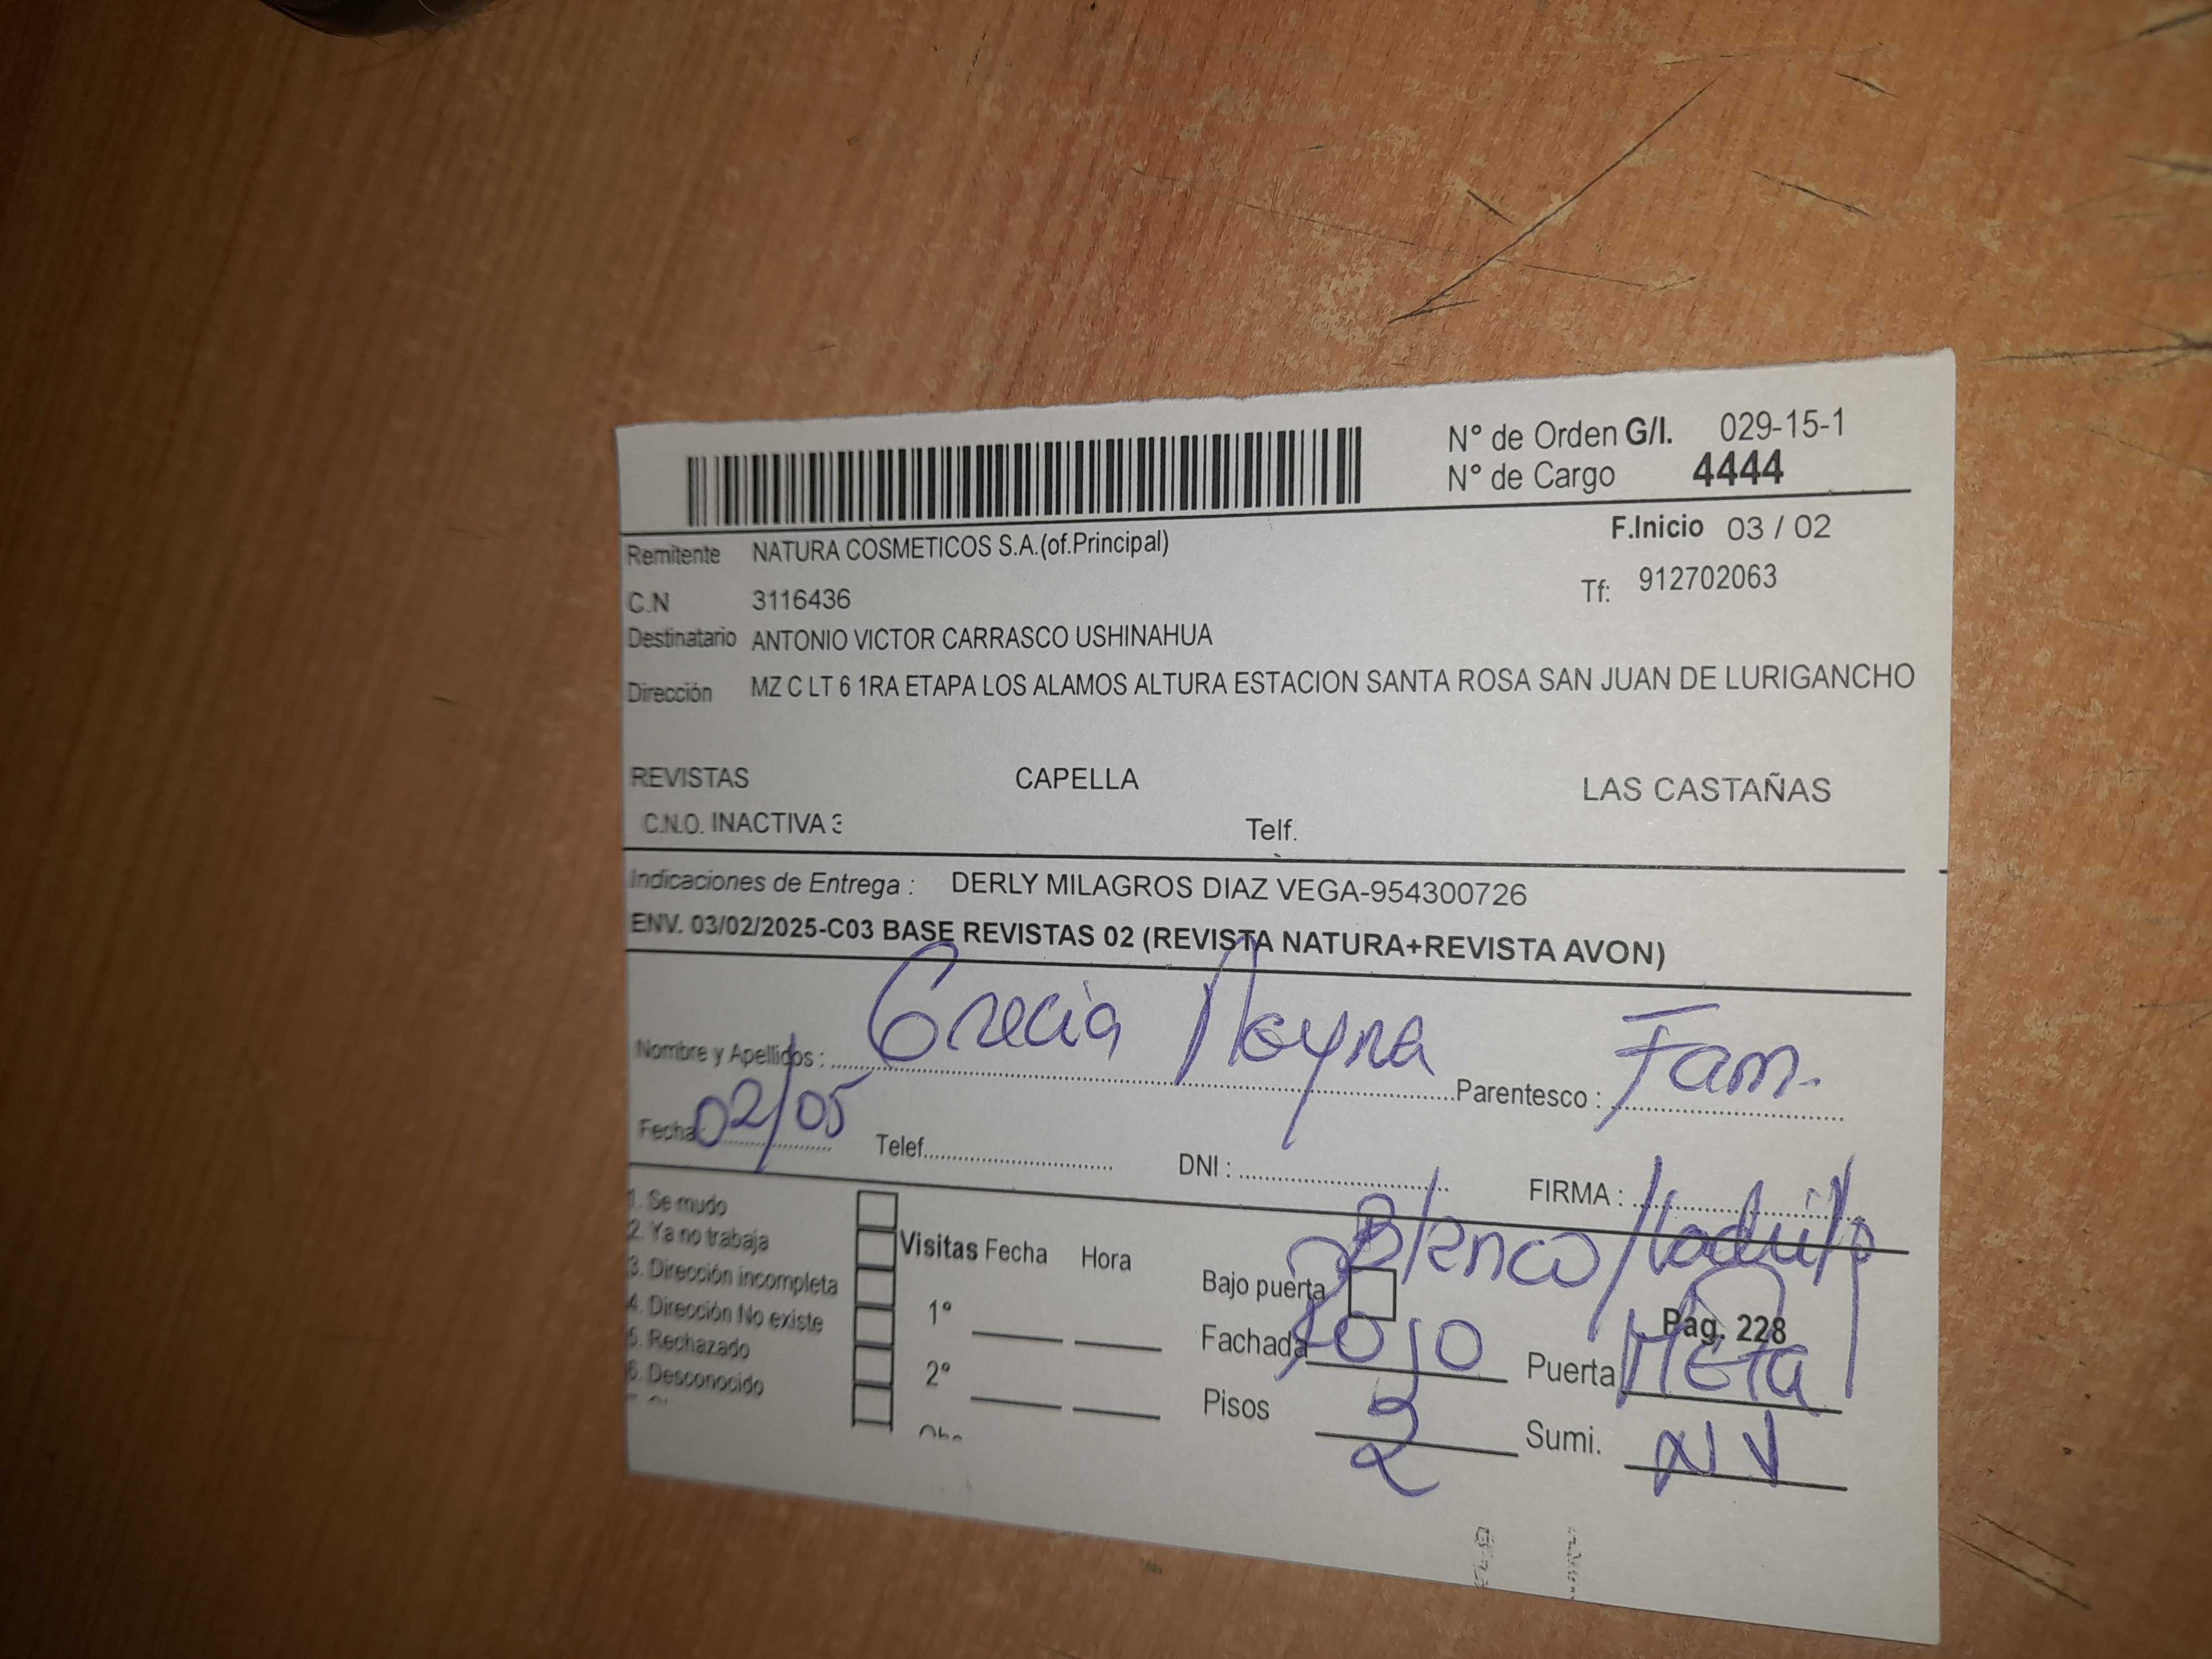 N° de Orden G/I. 029-15-1
N° de Cargo 4444
F.Inicio 03 / 02
Remitente NATURA COSMETICOS S.A.(of.Principal)
Tf: 912702063
C.N 3116436
Destinatario ANTONIO VICTOR CARRASCO USHINAHUA
Dirección MZ C LT 6 1RA ETAPA LOS ALAMOS ALTURA ESTACION SANTA ROSA SAN JUAN DE LURIGANCHO
REVISTAS CAPELLA LAS CASTAÑAS
C.N.O. INACTIVA 3 Telf.
Indicaciones de Entrega : DERLY MILAGROS DIAZ VEGA-954300726
ENV. 03/02/2025-C03 BASE REVISTAS 02 (REVISTA NATURA+REVISTA AVON)
Nombre y Apellidos : Grecia Parentesco : Fam.
Fecha: 02/05 Telef. DNI : FIRMA :
Blanco/Ladrillo
1. Se mudo
2. Ya no trabaja
3. Dirección incompleta
4. Dirección No existe
5. Rechazado
6. Desconocido
Visitas Fecha Hora
1°
2°
Bajo puerta
Pág. 228
Fachada Rojo Puerta
Pisos 2 Sumi. NV